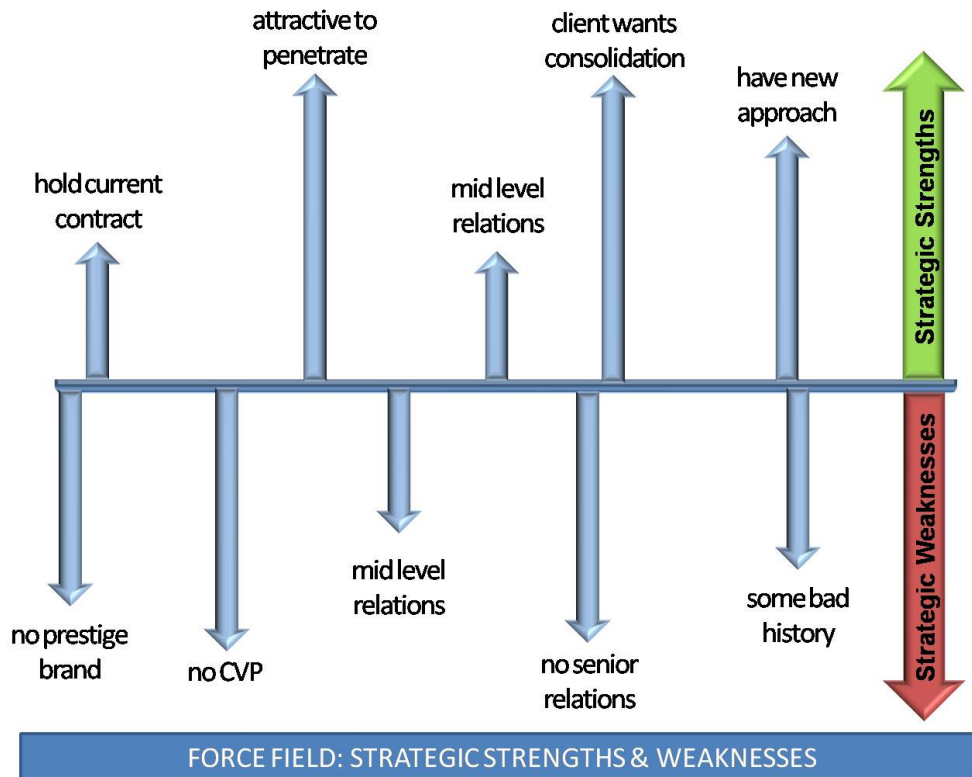 attractive to
penetrate
client wants
consolidation
have new
approach
hold current
contract
mid level
relations
Strategic Strengths
Strategic Weaknesses
no prestige
brand
no CVP
mid level
relations
no senior
relations
some bad
history
FORCE FIELD: STRATEGIC STRENGTHS & WEAKNESSES